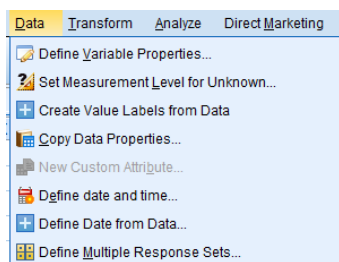 Data Transform Analyze Direct Marketing
Define Variable Properties...
Set Measurement Level for Unknown...
Create Value Labels from Data
Copy Data Properties...
New Custom Attribute...
Define date and time...
Define Date from Data...
Define Multiple Response Sets...